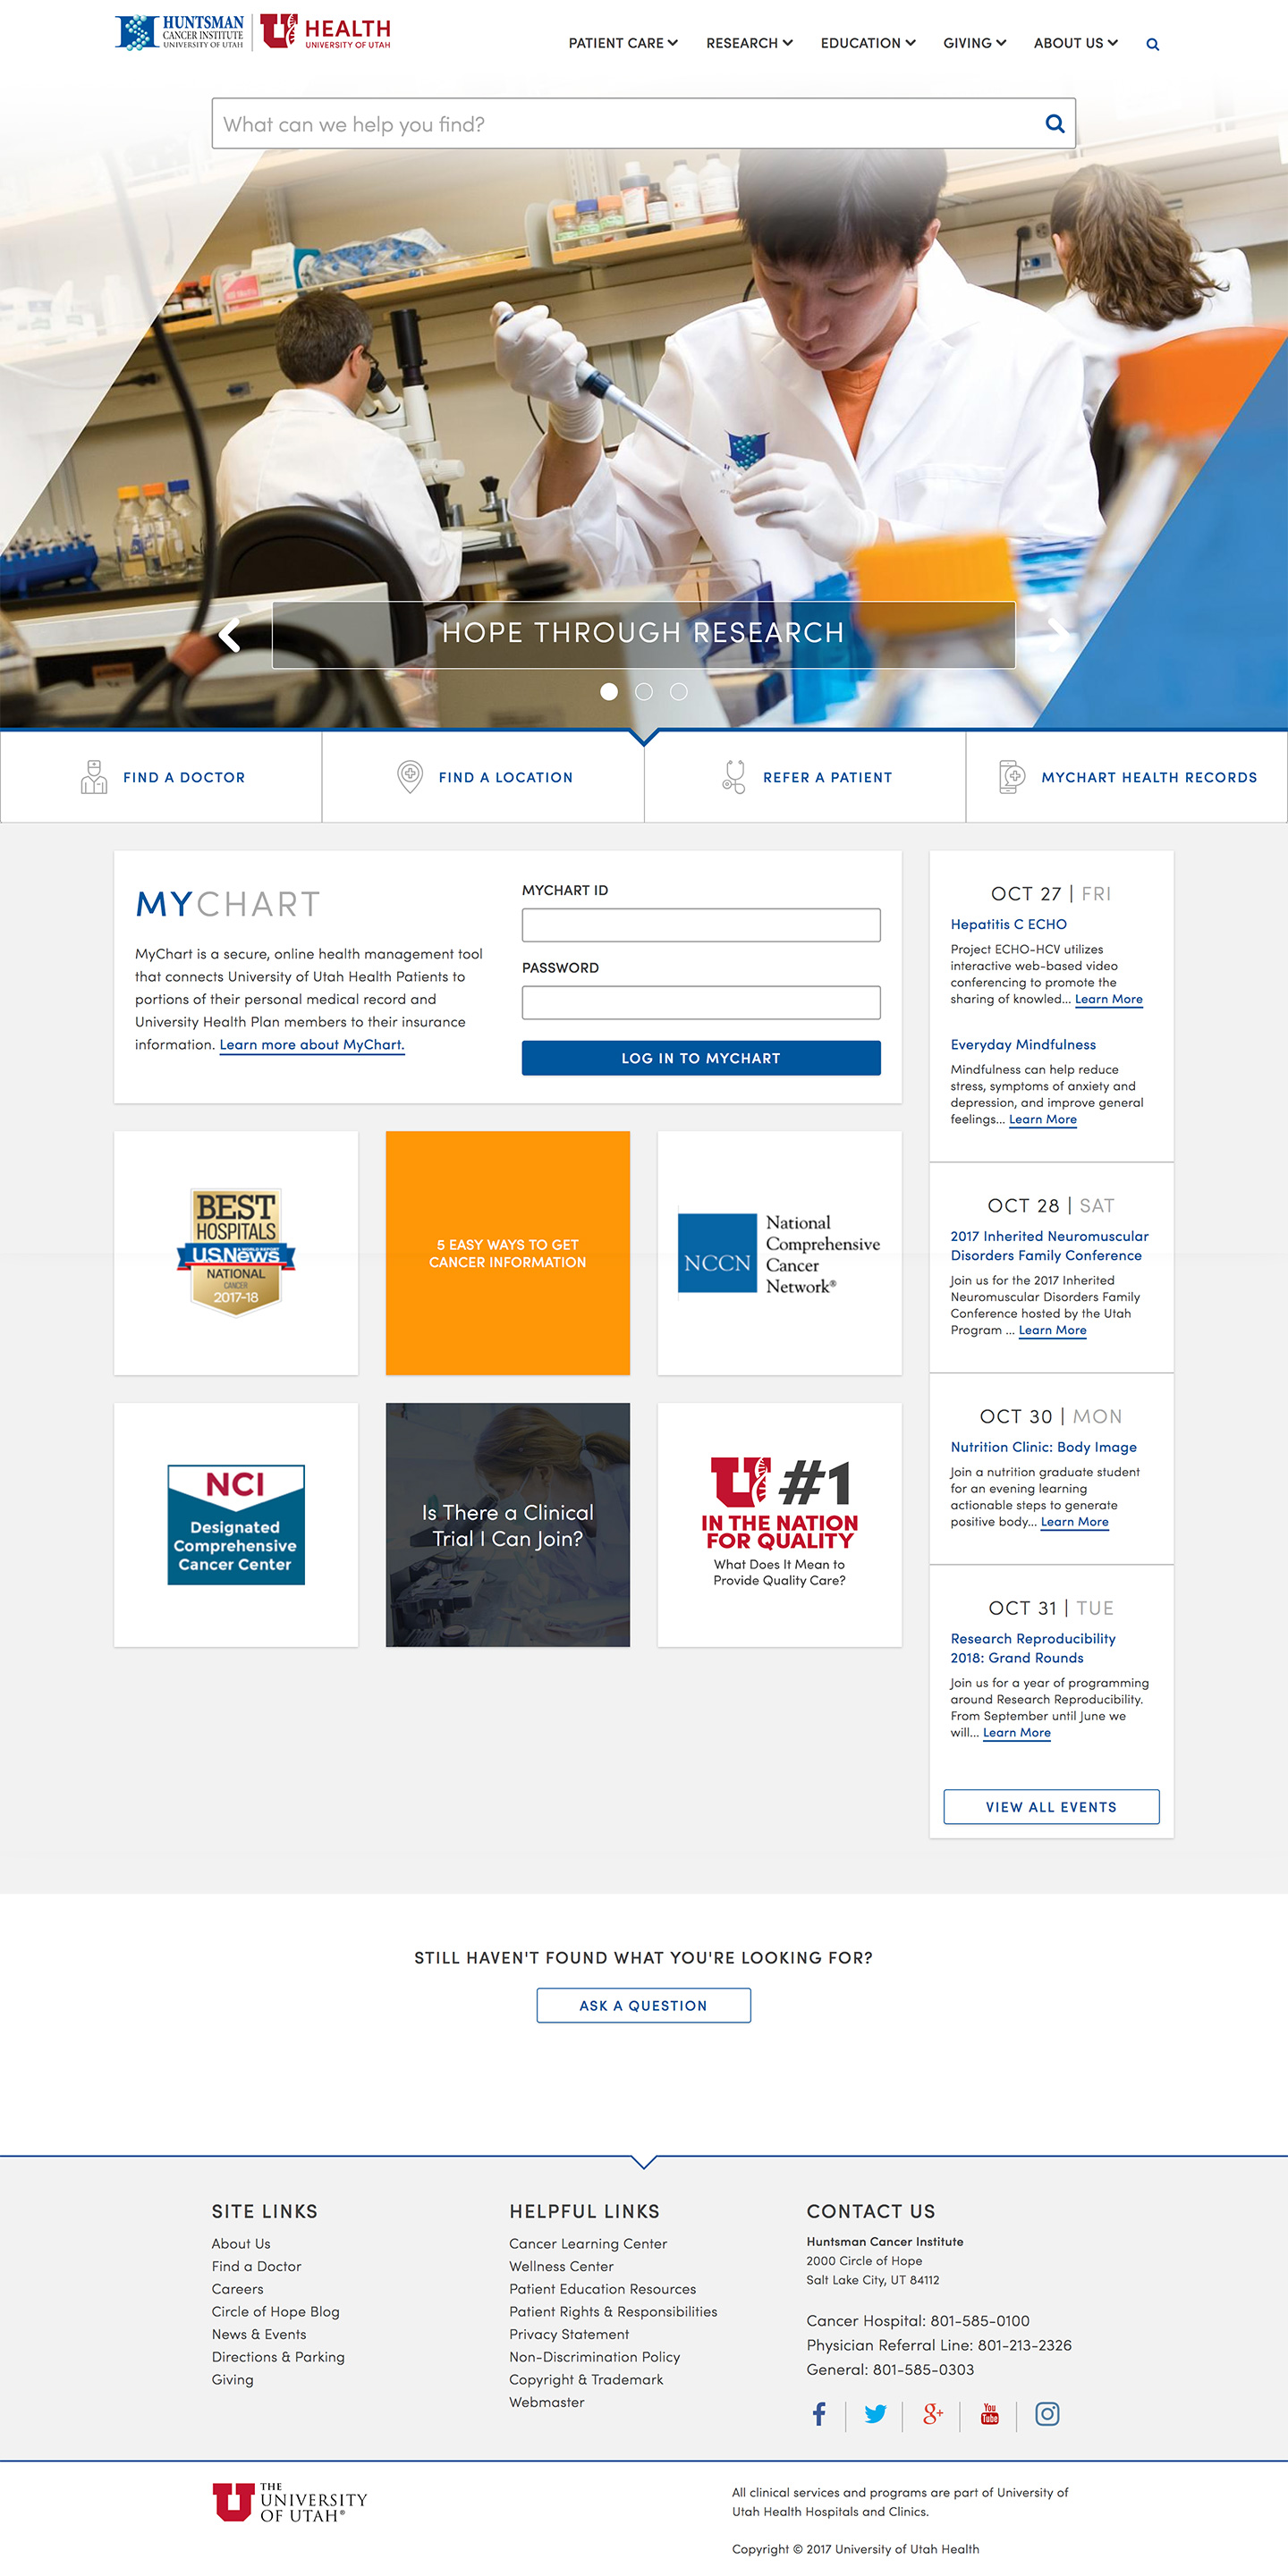 HUNTSMAN
CANCER INSTITUTE
UNIVERSITY OF UTAH
HEALTH
UNIVERSITY OF UTAH
PATIENT CARE
RESEARCH
EDUCATION
GIVING
ABOUT US
What can we help you find?
HOPE THROUGH RESEARCH
FIND A DOCTOR
FIND A LOCATION
REFER A PATIENT
MYCHART HEALTH RECORDS
MYCHART
MyChart is a secure, online health management tool
that connects University of Utah Health Patients to
portions of their personal medical record and
University Health Plan members to their insurance
information. Learn more about MyChart.
MYCHART ID
PASSWORD
LOG IN TO MYCHART
BEST
HOSPITALS
U.S.News
NATIONAL
CANCER
2017-18
5 EASY WAYS TO GET
CANCER INFORMATION
NCCN
National
Comprehensive
Cancer
Network®
NCI
Designated
Comprehensive
Cancer Center
Is There a Clinical
Trial I Can Join?
U #1
IN THE NATION
FOR QUALITY
What Does It Mean to
Provide Quality Care?
OCT 27 | FRI
Hepatitis C ECHO
Project ECHO-HCV utilizes
interactive web-based video
conferencing to promote the
sharing of knowled... Learn More
Everyday Mindfulness
Mindfulness can help reduce
stress, symptoms of anxiety and
depression, and improve general
feelings... Learn More
OCT 28 | SAT
2017 Inherited Neuromuscular
Disorders Family Conference
Join us for the 2017 Inherited
Neuromuscular Disorders Family
Conference hosted by the Utah
Program ... Learn More
OCT 30 | MON
Nutrition Clinic: Body Image
Join a nutrition graduate student
for an evening learning
actionable steps to generate
positive body... Learn More
OCT 31 | TUE
Research Reproducibility
2018: Grand Rounds
Join us for a year of programming
around Research Reproducibility.
From September until June we
will... Learn More
VIEW ALL EVENTS
STILL HAVEN'T FOUND WHAT YOU'RE LOOKING FOR?
ASK A QUESTION
SITE LINKS
About Us
Find a Doctor
Careers
Circle of Hope Blog
News & Events
Directions & Parking
Giving
HELPFUL LINKS
Cancer Learning Center
Wellness Center
Patient Education Resources
Patient Rights & Responsibilities
Privacy Statement
Non-Discrimination Policy
Copyright & Trademark
Webmaster
CONTACT US
Huntsman Cancer Institute
2000 Circle of Hope
Salt Lake City, UT 84112
Cancer Hospital: 801-585-0100
Physician Referral Line: 801-213-2326
General: 801-585-0303
You
Tube
THE
UNIVERSITY
OF UTAH®
All clinical services and programs are part of University of
Utah Health Hospitals and Clinics.
Copyright © 2017 University of Utah Health